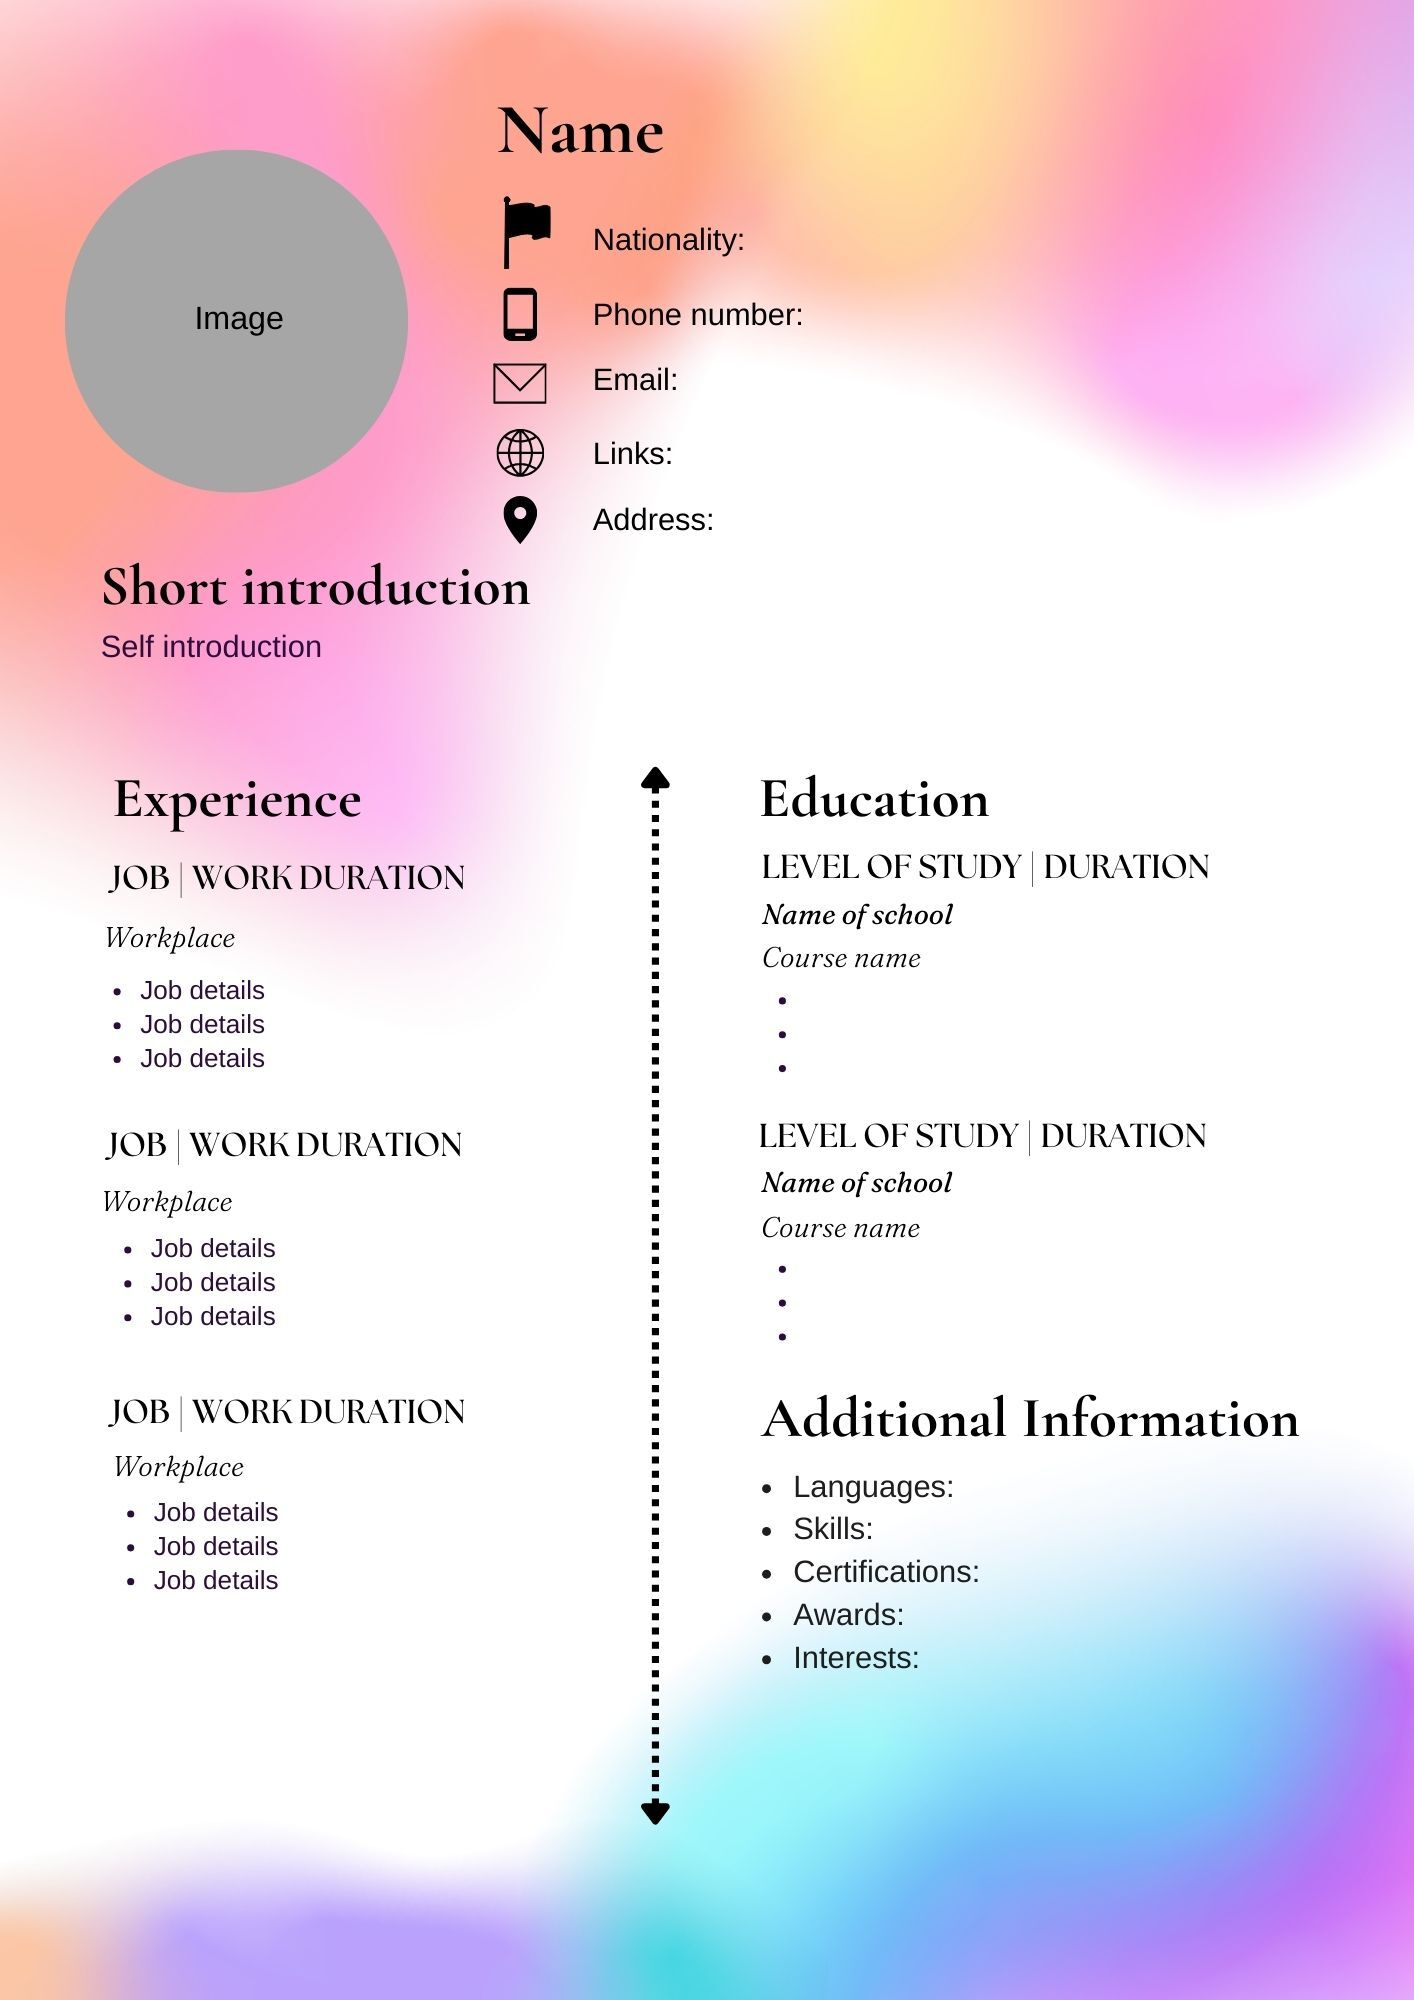 Name
Image
Nationality:
Phone number:
Email:
Links:
Address:
Short introduction
Self introduction
Experience
JOB | WORK DURATION
Workplace
• Job details
• Job details
• Job details
JOB | WORK DURATION
Workplace
• Job details
• Job details
• Job details
JOB | WORK DURATION
Workplace
• Job details
• Job details
• Job details
Education
LEVEL OF STUDY | DURATION
Name of school
Course name
•
•
•
LEVEL OF STUDY | DURATION
Name of school
Course name
•
•
•
Additional Information
• Languages:
• Skills:
• Certifications:
• Awards:
• Interests: